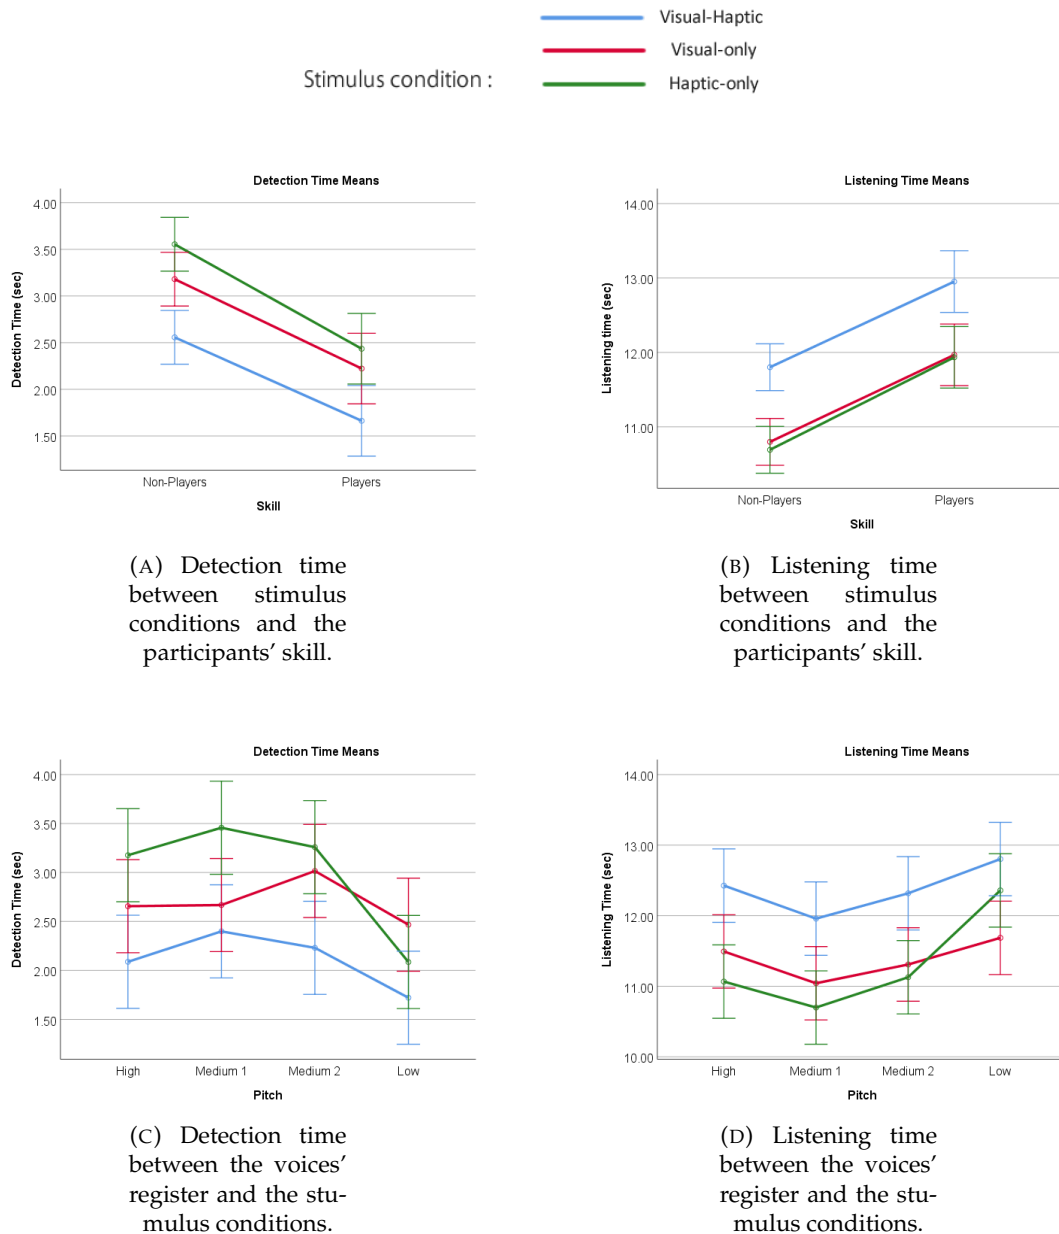 Visual-Haptic
Visual-only
Stimulus condition :
Haptic-only
Detection Time Means
4.00
3.50
3.00
2.50
2.00
1.50
Detection Time (sec)
Non-Players
Players
Skill
Listening Time Means
14.00
13.00
12.00
11.00
Listening time (sec)
Non-Players
Players
Skill
(A) Detection time
between stimulus
conditions and the
participants' skill.
(B) Listening time
between stimulus
conditions and the
participants' skill.
Detection Time Means
4.00
3.50
3.00
2.50
2.00
1.50
Detection Time (sec)
High
Medium 1
Medium 2
Low
Pitch
Listening Time Means
14.00
13.00
12.00
11.00
10.00
Listening Time (sec)
High
Medium 1
Medium 2
Low
Pitch
(C) Detection time
between the voices'
register and the stu-
mulus conditions.
(D) Listening time
between the voices'
register and the stu-
mulus conditions.